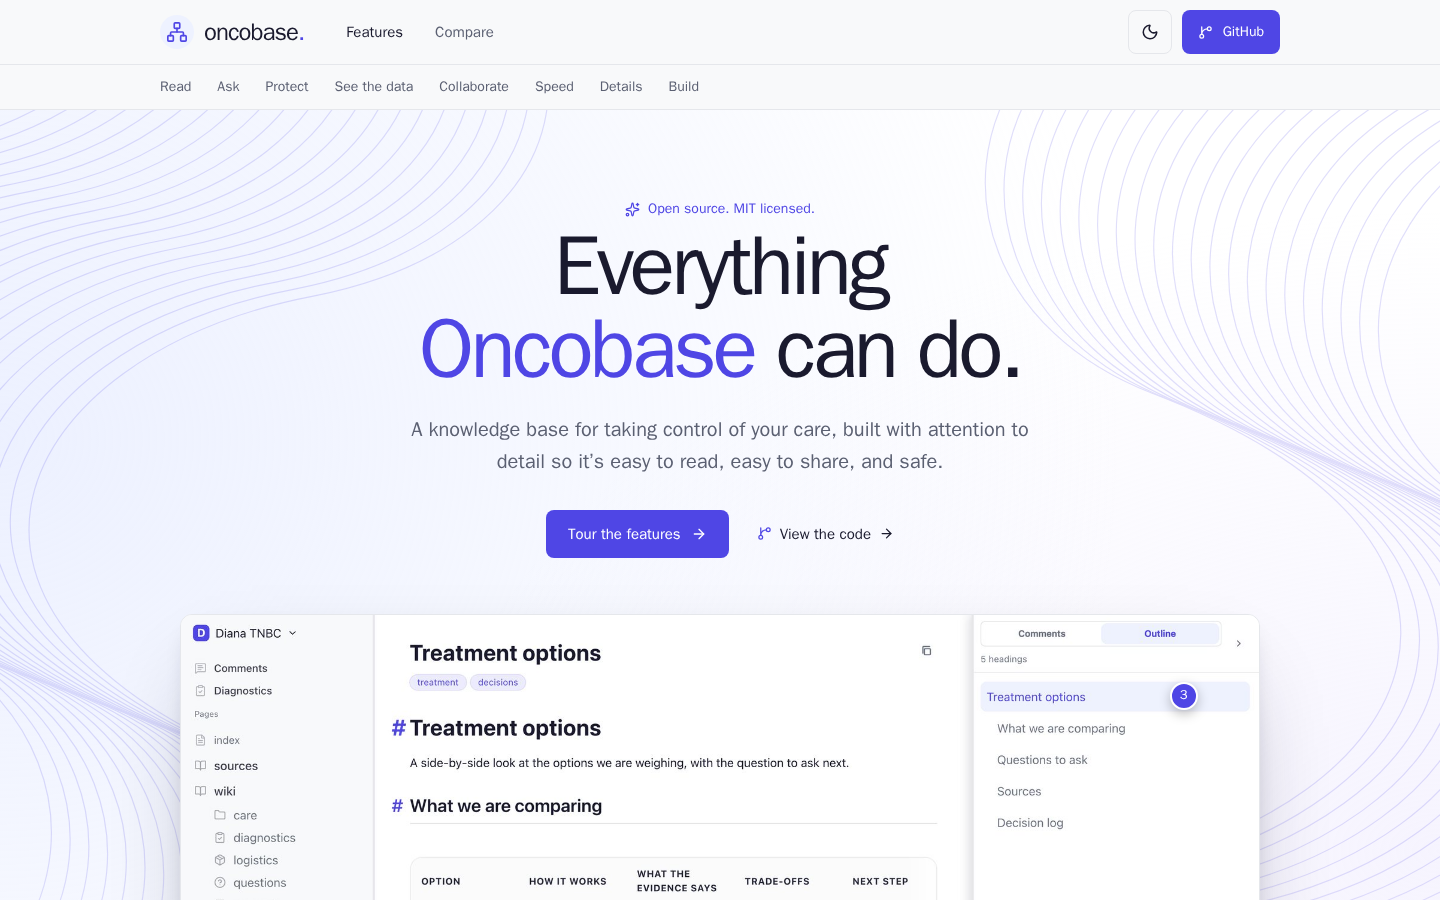 oncobase.
Features
Compare
GitHub
Read
Ask
Protect
See the data
Collaborate
Speed
Details
Build
Open source. MIT licensed.
Everything
Oncobase can do.
A knowledge base for taking control of your care, built with attention to
detail so it's easy to read, easy to share, and safe.
Tour the features
View the code
D Diana TNBC
Comments
Diagnostics
Pages
index
sources
wiki
care
diagnostics
logistics
questions
Treatment options
treatment
decisions
# Treatment options
A side-by-side look at the options we are weighing, with the question to ask next.
# What we are comparing
OPTION
HOW IT WORKS
WHAT THE
EVIDENCE SAYS
TRADE-OFFS
NEXT STEP
Comments
Outline
5 headings
Treatment options
3
What we are comparing
Questions to ask
Sources
Decision log